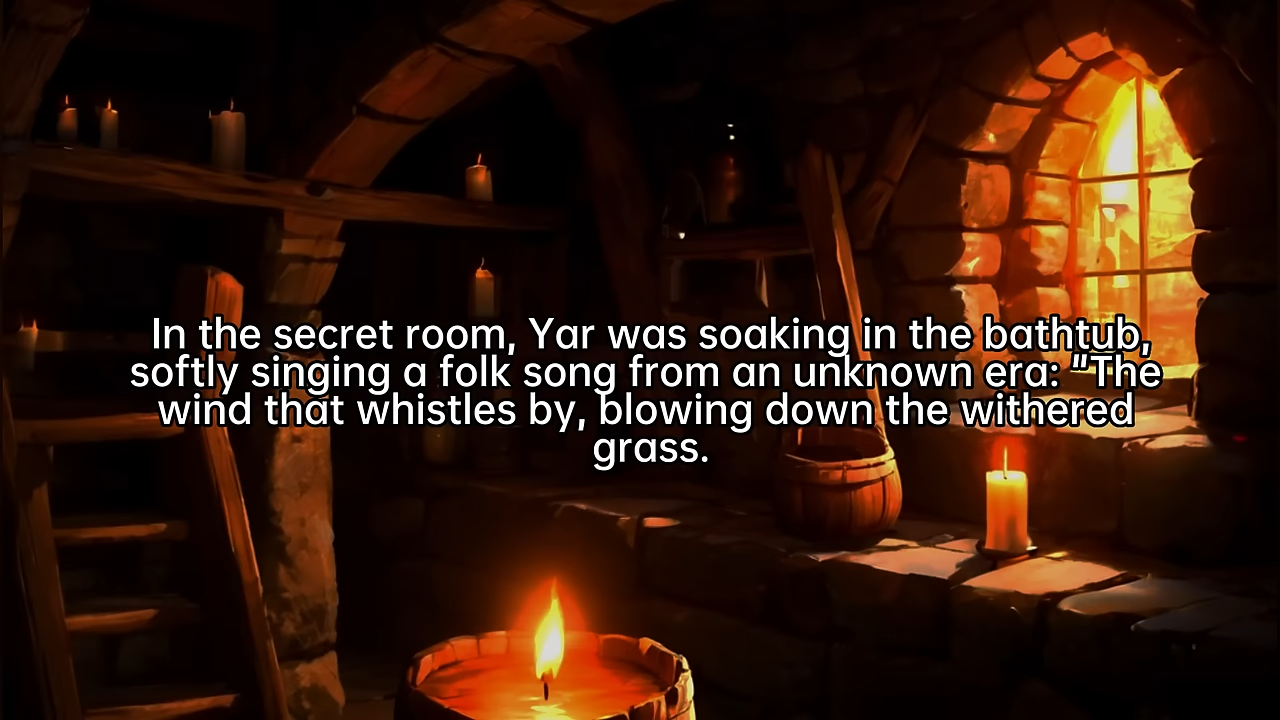 In the secret room, Yar was soaking in the bathtub,
softly singing a folk song from an unknown era: "The
wind that whistles by, blowing down the withered
grass.